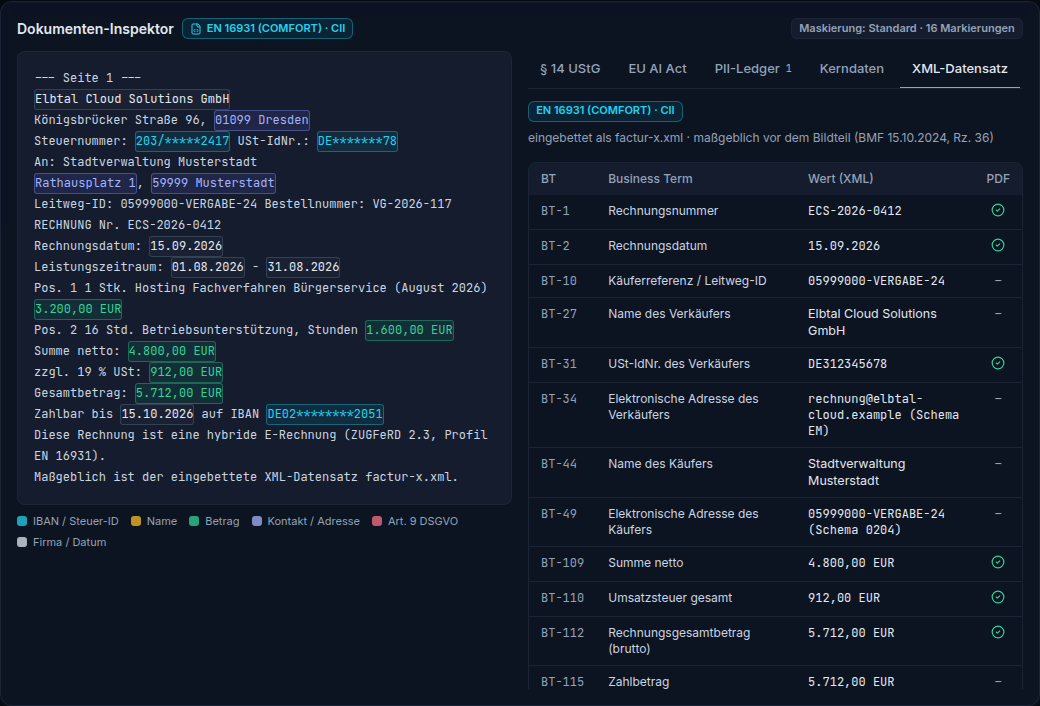 Dokumenten-Inspektor
EN 16931 (COMFORT) · CII
Maskierung: Standard · 16 Markierungen
--- Seite 1 ---
Elbtal Cloud Solutions GmbH
Königsbrücker Straße 96, 01099 Dresden
Steuernummer: 203/*****2417 USt-IdNr.: DE*******78
An: Stadtverwaltung Musterstadt
Rathausplatz 1, 59999 Musterstadt
Leitweg-ID: 05999000-VERGABE-24 Bestellnummer: VG-2026-117
RECHNUNG Nr. ECS-2026-0412
Rechnungsdatum: 15.09.2026
Leistungszeitraum: 01.08.2026 - 31.08.2026
Pos. 1 1 Stk. Hosting Fachverfahren Bürgerservice (August 2026)
3.200,00 EUR
Pos. 2 16 Std. Betriebsunterstützung, Stunden 1.600,00 EUR
Summe netto: 4.800,00 EUR
zzgl. 19 % USt: 912,00 EUR
Gesamtbetrag: 5.712,00 EUR
Zahlbar bis 15.10.2026 auf IBAN DE02********2051
Diese Rechnung ist eine hybride E-Rechnung (ZUGFeRD 2.3, Profil
EN 16931).
Maßgeblich ist der eingebettete XML-Datensatz factur-x.xml.
IBAN / Steuer-ID
Name
Betrag
Kontakt / Adresse
Art. 9 DSGVO
Firma / Datum
§ 14 UStG
EU AI Act
PII-Ledger 1
Kerndaten
XML-Datensatz
EN 16931 (COMFORT) · CII
eingebettet als factur-x.xml · maßgeblich vor dem Bildteil (BMF 15.10.2024, Rz. 36)
BT Business Term Wert (XML) PDF
BT-1 Rechnungsnummer ECS-2026-0412
BT-2 Rechnungsdatum 15.09.2026
BT-10 Käuferreferenz / Leitweg-ID 05999000-VERGABE-24 –
BT-27 Name des Verkäufers Elbtal Cloud Solutions –
GmbH
BT-31 USt-IdNr. des Verkäufers DE312345678
BT-34 Elektronische Adresse des rechnung@elbtal- –
Verkäufers cloud.example (Schema
EM)
BT-44 Name des Käufers Stadtverwaltung –
Musterstadt
BT-49 Elektronische Adresse des 05999000-VERGABE-24 –
Käufers (Schema 0204)
BT-109 Summe netto 4.800,00 EUR
BT-110 Umsatzsteuer gesamt 912,00 EUR
BT-112 Rechnungsgesamtbetrag 5.712,00 EUR
(brutto)
BT-115 Zahlbetrag 5.712,00 EUR –